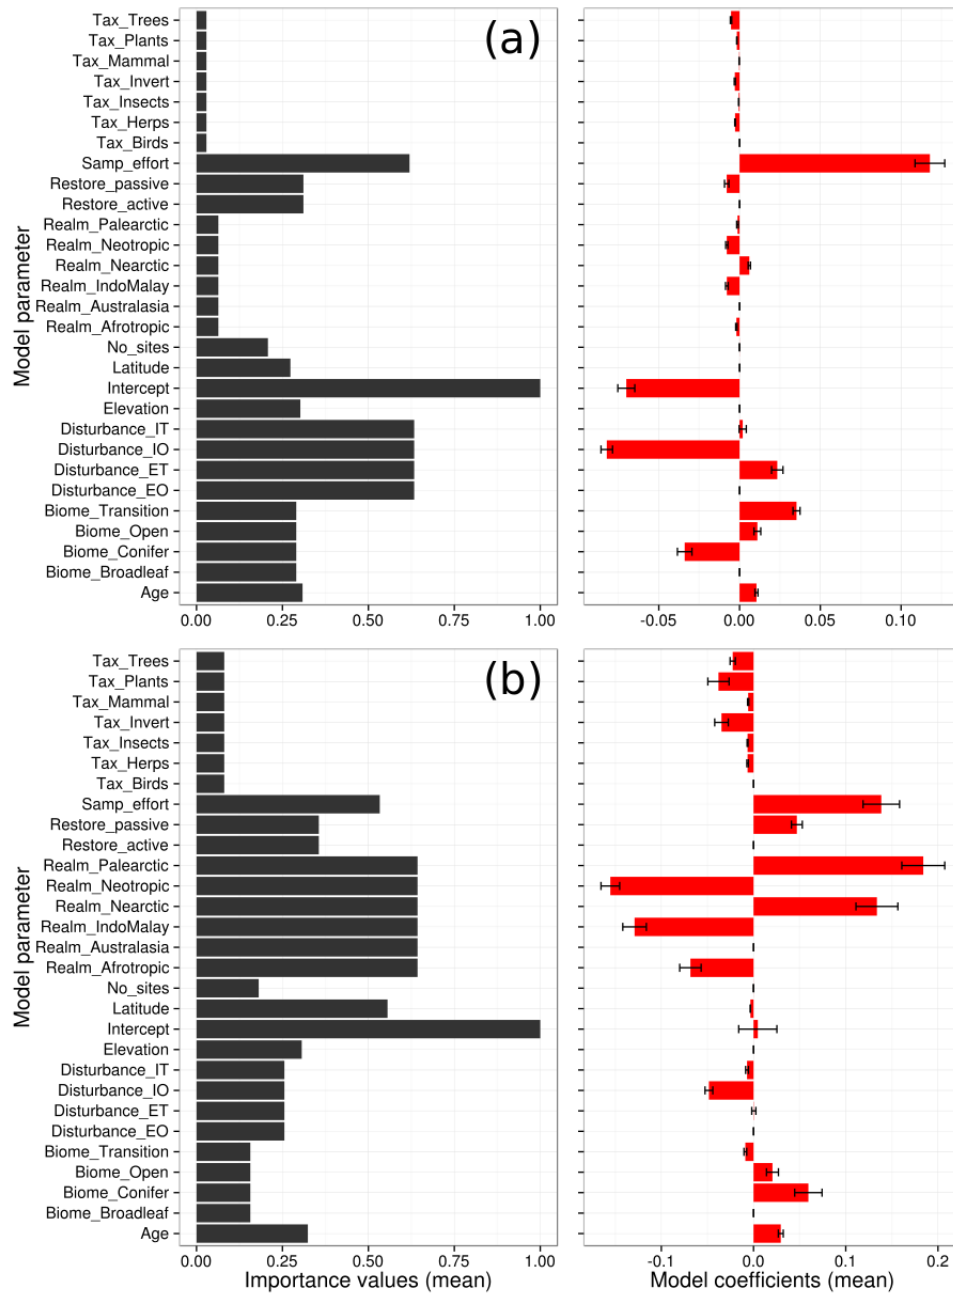 (a)
Model parameter
Tax_Trees
Tax_Plants
Tax_Mammal
Tax_Invert
Tax_Insects
Tax_Herps
Tax_Birds
Samp_effort
Restore_passive
Restore_active
Realm_Palearctic
Realm_Neotropic
Realm_Nearctic
Realm_IndoMalay
Realm_Australasia
Realm_Afrotropic
No_sites
Latitude
Intercept
Elevation
Disturbance_IT
Disturbance_IO
Disturbance_ET
Disturbance_EO
Biome_Transition
Biome_Open
Biome_Conifer
Biome_Broadleaf
Age
0.00 0.25 0.50 0.75 1.00
-0.05 0.00 0.05 0.10
(b)
Model parameter
Tax_Trees
Tax_Plants
Tax_Mammal
Tax_Invert
Tax_Insects
Tax_Herps
Tax_Birds
Samp_effort
Restore_passive
Restore_active
Realm_Palearctic
Realm_Neotropic
Realm_Nearctic
Realm_IndoMalay
Realm_Australasia
Realm_Afrotropic
No_sites
Latitude
Intercept
Elevation
Disturbance_IT
Disturbance_IO
Disturbance_ET
Disturbance_EO
Biome_Transition
Biome_Open
Biome_Conifer
Biome_Broadleaf
Age
0.00 0.25 0.50 0.75 1.00
-0.1 0.0 0.1 0.2
Importance values (mean)
Model coefficients (mean)